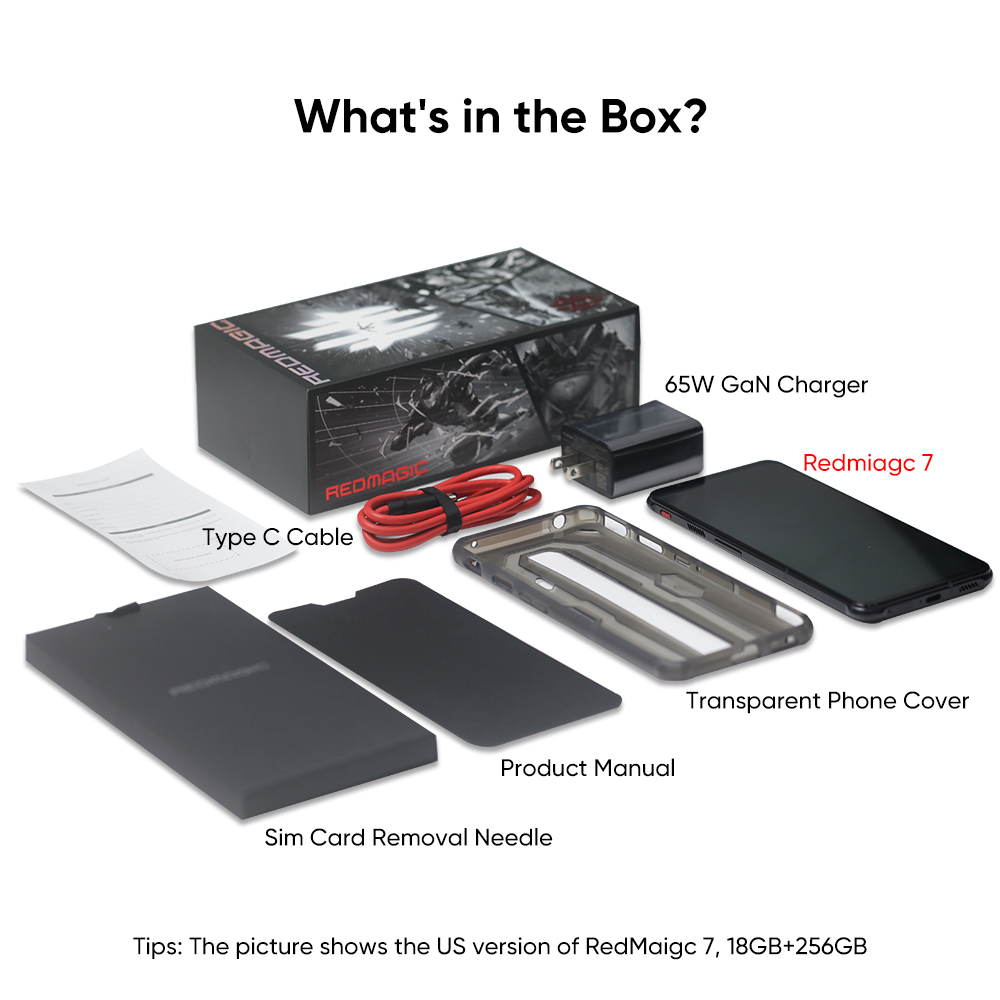 What's in the Box?
REDMAGIC
65W GaN Charger
Redmiagc 7
REDMAGIC
Type C Cable
REDMAGIC
Transparent Phone Cover
Product Manual
Sim Card Removal Needle
Tips: The picture shows the US version of RedMaigc 7, 18GB+256GB